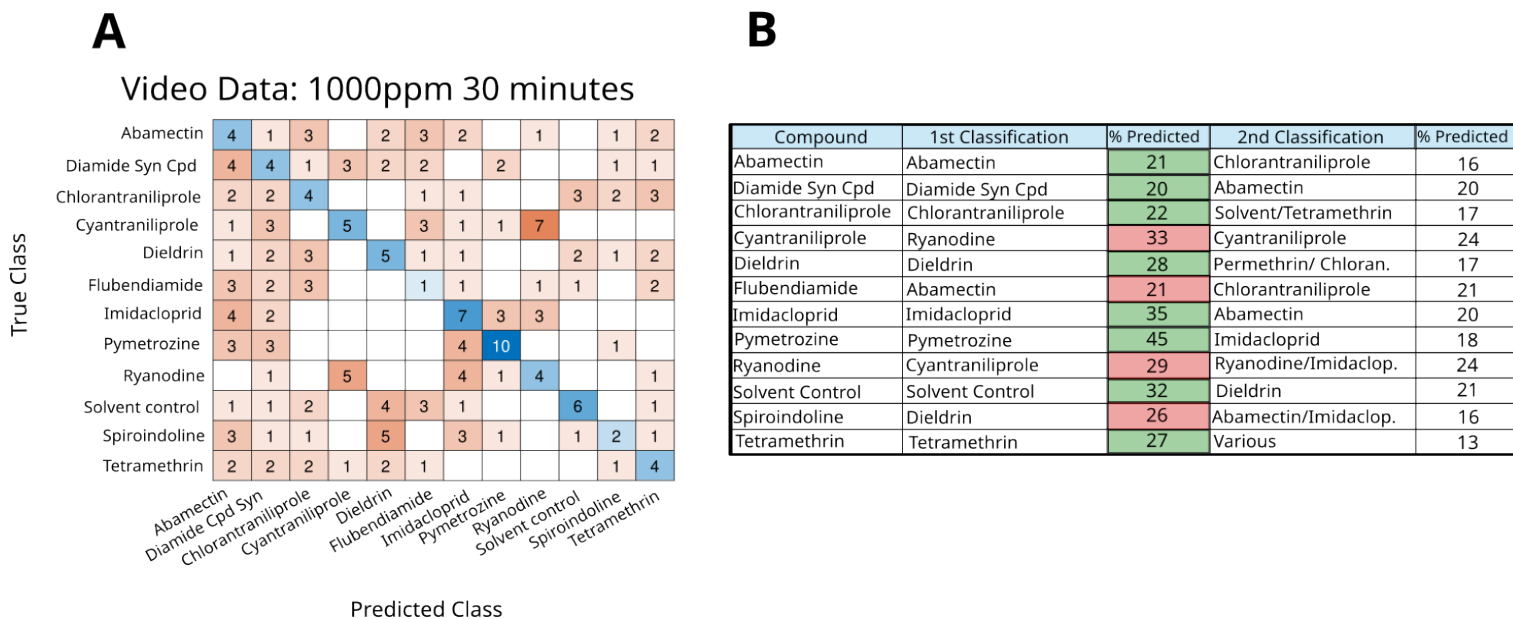 A
Video Data: 1000ppm 30 minutes
True Class
Abamectin 4 1 3 2 3 2 1 1 2
Diamide Syn Cpd 4 4 1 3 2 2 2 1 1
Chlorantraniliprole 2 2 4 1 1 3 2 3
Cyantraniliprole 1 3 5 3 1 1 7
Dieldrin 1 2 3 5 1 1 2 1 2
Flubendiamide 3 2 3 1 1 1 1 2
Imidacloprid 4 2 7 3 3
Pymetrozine 3 3 4 10 1
Ryanodine 1 5 4 1 4 1
Solvent control 1 1 2 4 3 1 6 1
Spiroindoline 3 1 1 5 3 1 1 2 1
Tetramethrin 2 2 2 1 2 1 1 4
Abamectin
Diamide Cpd Syn
Chlorantraniliprole
Cyantraniliprole
Dieldrin
Flubendiamide
Imidacloprid
Pymetrozine
Ryanodine
Solvent control
Spiroindoline
Tetramethrin
Predicted Class
B
Compound 1st Classification % Predicted 2nd Classification % Predicted
Abamectin Abamectin 21 Chlorantraniliprole 16
Diamide Syn Cpd Diamide Syn Cpd 20 Abamectin 20
Chlorantraniliprole Chlorantraniliprole 22 Solvent/Tetramethrin 17
Cyantraniliprole Ryanodine 33 Cyantraniliprole 24
Dieldrin Dieldrin 28 Permethrin/ Chloran. 17
Flubendiamide Abamectin 21 Chlorantraniliprole 21
Imidacloprid Imidacloprid 35 Abamectin 20
Pymetrozine Pymetrozine 45 Imidacloprid 18
Ryanodine Cyantraniliprole 29 Ryanodine/Imidaclop. 24
Solvent Control Solvent Control 32 Dieldrin 21
Spiroindoline Dieldrin 26 Abamectin/Imidaclop. 16
Tetramethrin Tetramethrin 27 Various 13